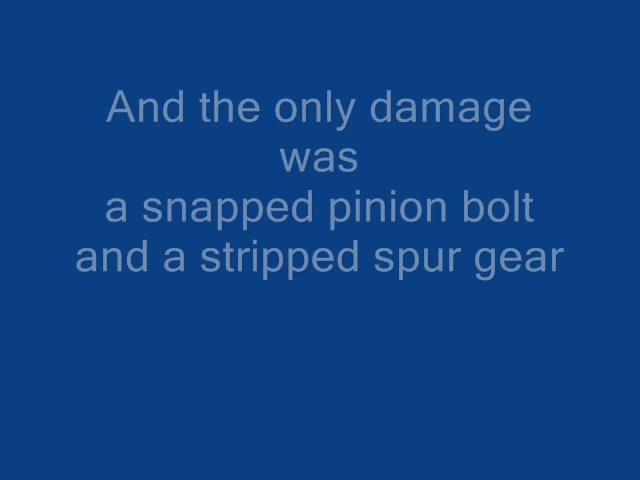 And the only damage
was
a snapped pinion bolt
and a stripped spur gear